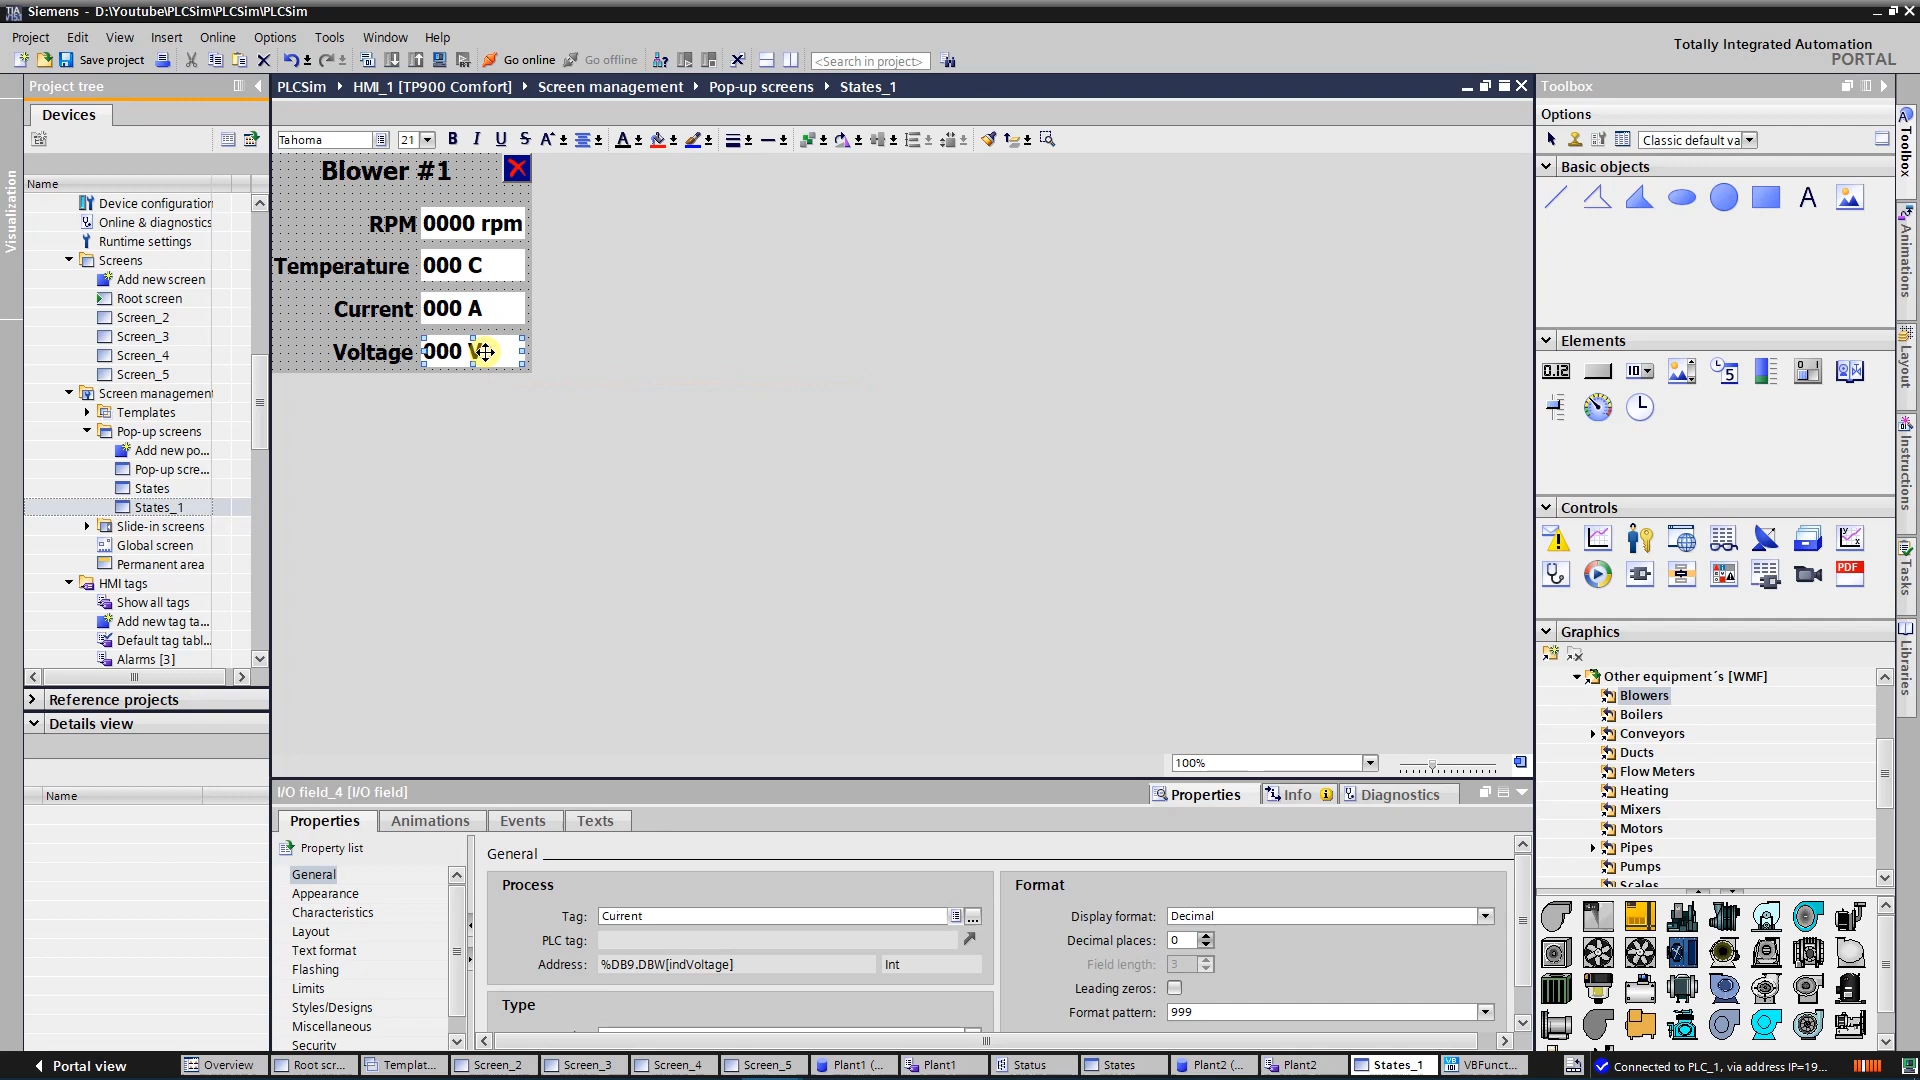 Siemens - D:\Youtube\PLCSim\PLCSim\PLCSim
Project Edit View Insert Online Options Tools Window Help
Totally Integrated Automation
PORTAL
Save project
Go online
Go offline
<Search in project>
Project tree
PLCSim
HMI_1 [TP900 Comfort]
Screen management
Pop-up screens
States_1
Toolbox
Devices
Options
Tahoma
21
Classic default va
Visualization
Name
Device configuration
Online & diagnostics
Runtime settings
Screens
Add new screen
Root screen
Screen_2
Screen_3
Screen_4
Screen_5
Screen management
Templates
Pop-up screens
Add new po...
Pop-up scre...
States
States_1
Slide-in screens
Global screen
Permanent area
HMI tags
Show all tags
Add new tag ta...
Default tag tabl...
Alarms [3]
Reference projects
Details view
Name
Blower #1
RPM 0000 rpm
Temperature 000 C
Current 000 A
Voltage 000 V
100%
Basic objects
Elements
Controls
PDF
Graphics
Other equipment´s [WMF]
Blowers
Boilers
Conveyors
Ducts
Flow Meters
Heating
Mixers
Motors
Pipes
Pumps
Scales
Toolbox
Animations
Layout
Instructions
Tasks
Libraries
I/O field_4 [I/O field]
Properties
Info
Diagnostics
Properties Animations Events Texts
Property list
General
Appearance
Characteristics
Layout
Text format
Flashing
Limits
Styles/Designs
Miscellaneous
Security
General
Process
Tag: Current
PLC tag:
Address: %DB9.DBW[indVoltage] Int
Type
Format
Display format: Decimal
Decimal places: 0
Field length: 3
Leading zeros:
Format pattern: 999
Portal view
Overview
Root scr...
Templat...
Screen_2
Screen_3
Screen_4
Screen_5
Plant1 (...
Plant1
Status
States
Plant2 (...
Plant2
States_1
VBFunct...
Connected to PLC_1, via address IP=19...